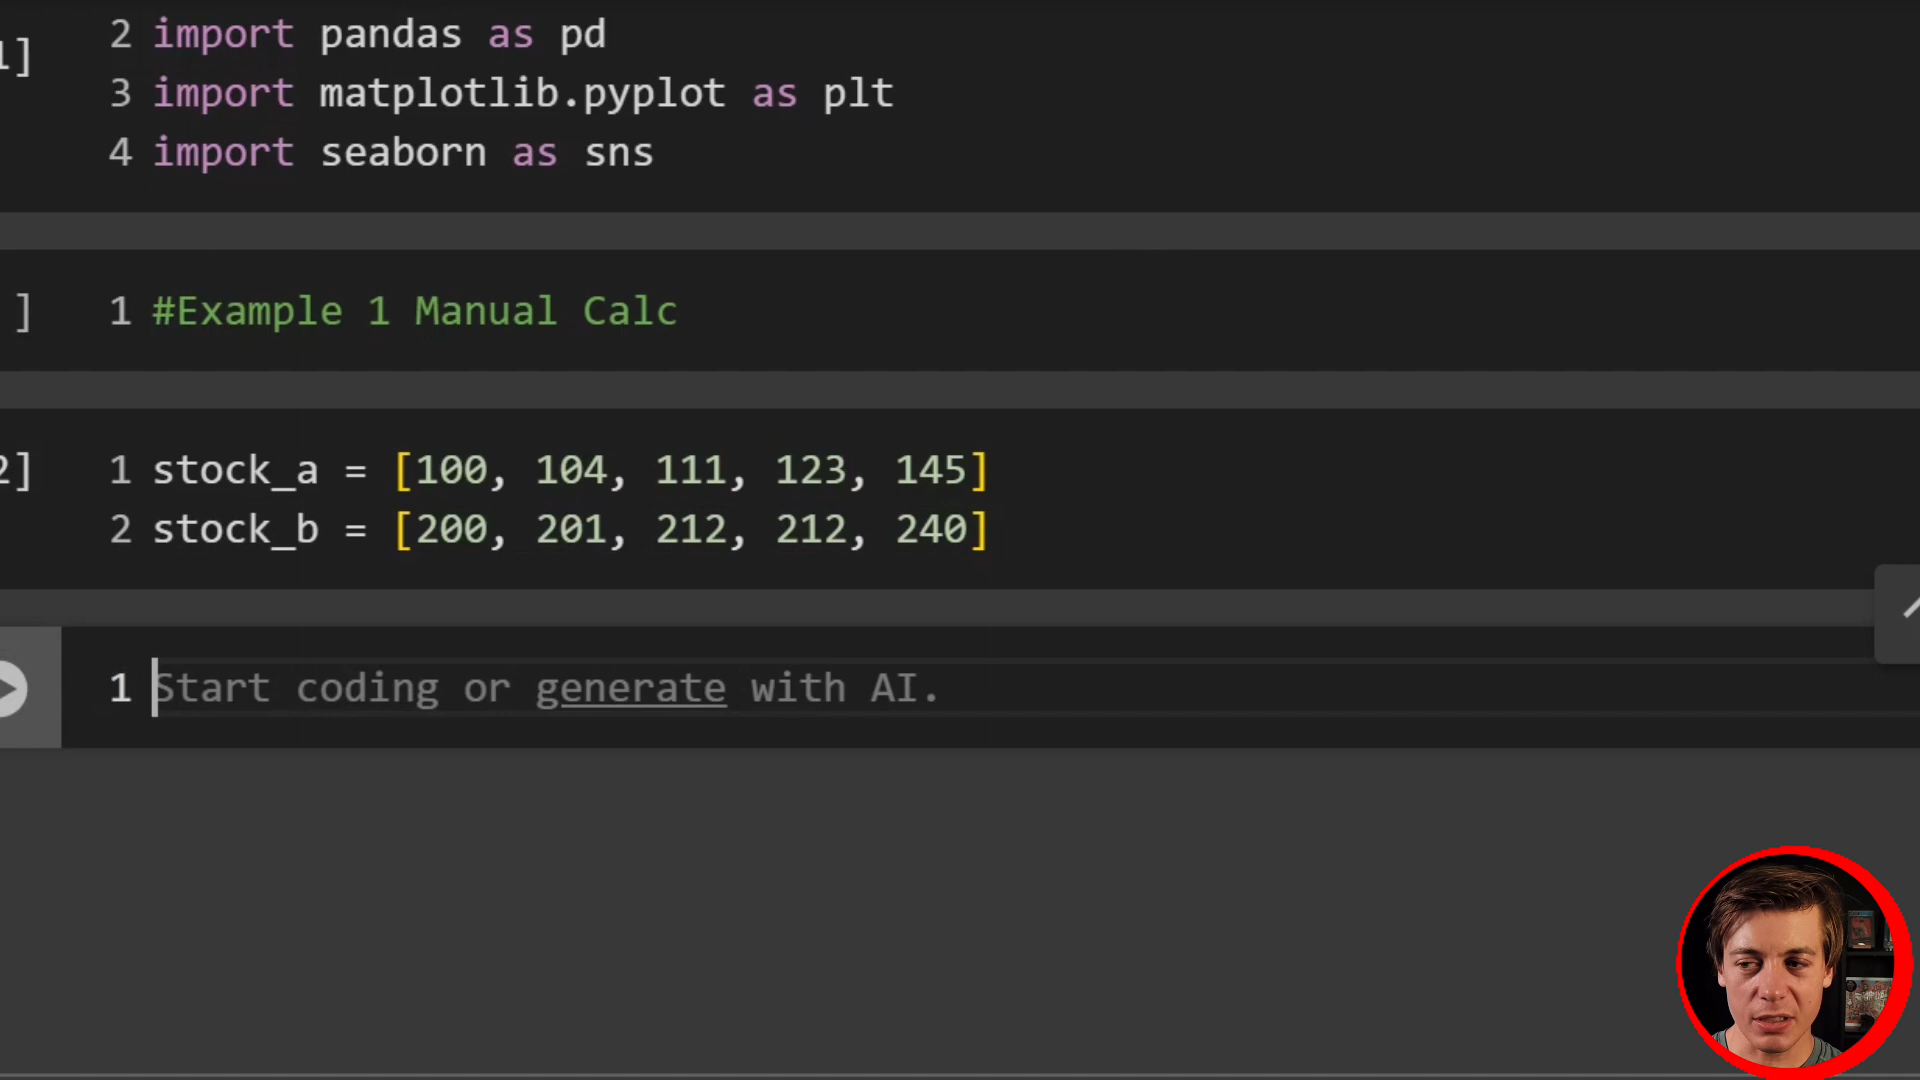 1]
2 import pandas as pd
3 import matplotlib.pyplot as plt
4 import seaborn as sns
]
1 #Example 1 Manual Calc
2]
1 stock_a = [100, 104, 111, 123, 145]
2 stock_b = [200, 201, 212, 212, 240]
1 Start coding or generate with AI.